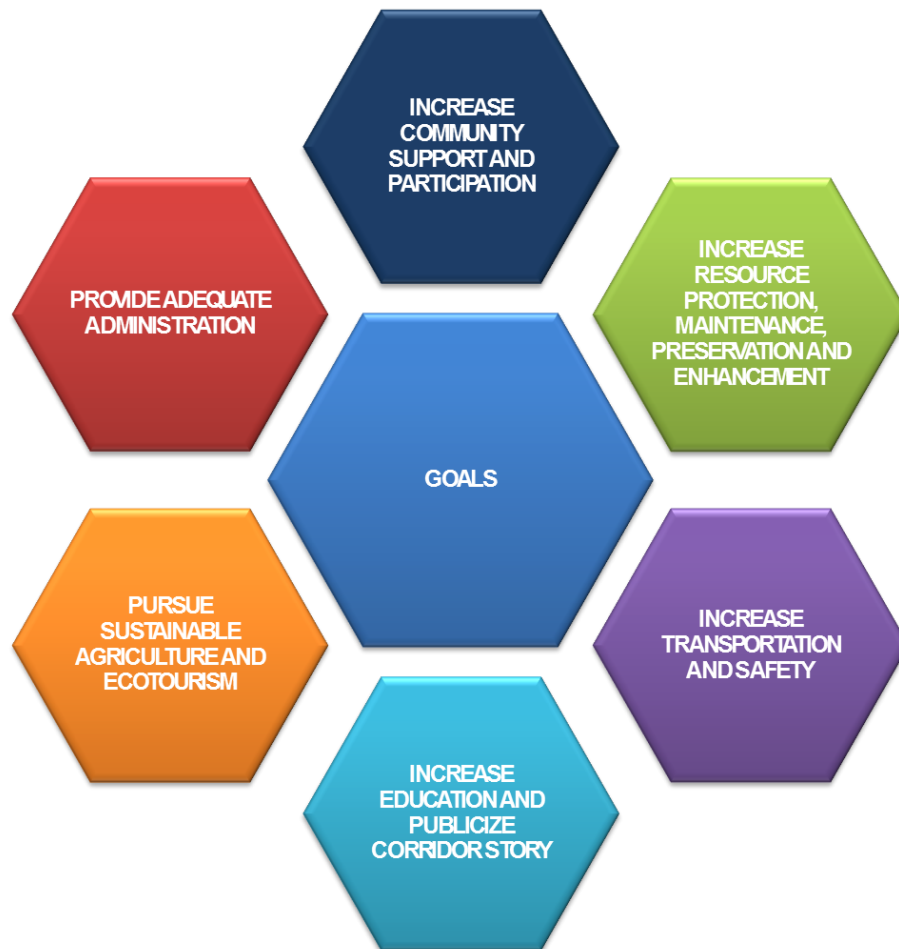 INCREASE
COMMUNITY
SUPPORT AND
PARTICIPATION
INCREASE
RESOURCE
PROTECTION,
MAINTENANCE,
PRESERVATION AND
ENHANCEMENT
PROVIDE ADEQUATE
ADMINISTRATION
GOALS
INCREASE
TRANSPORTATION
AND SAFETY
PURSUE
SUSTAINABLE
AGRICULTURE AND
ECOTOURISM
INCREASE
EDUCATION AND
PUBLICIZE
CORRIDOR STORY